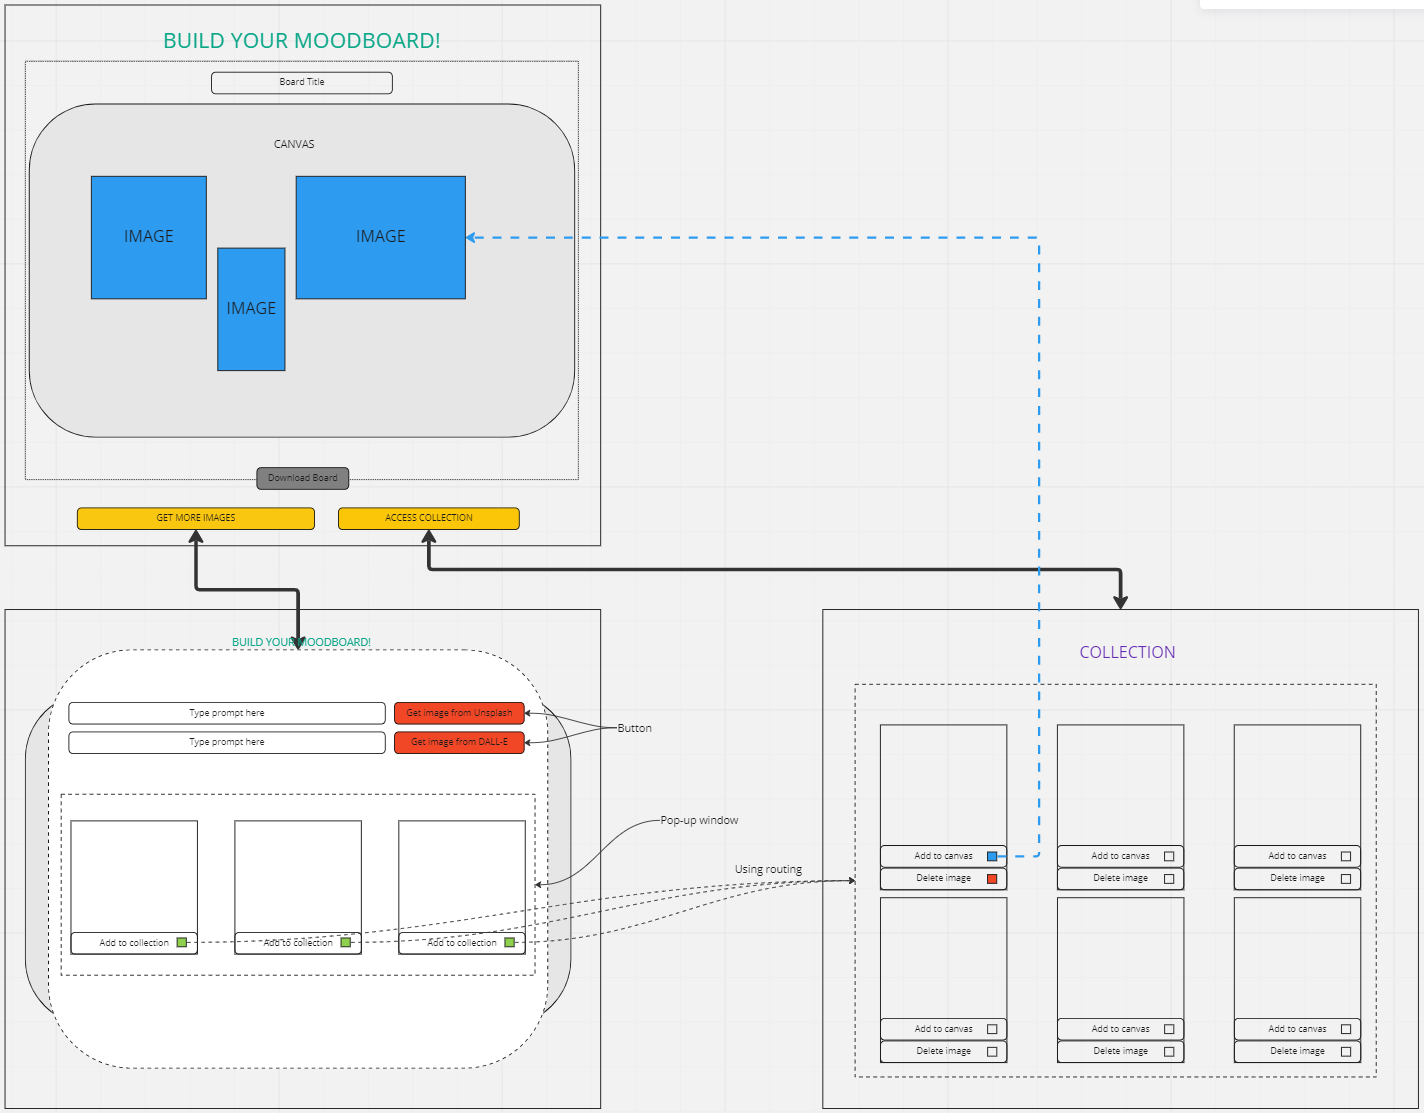 BUILD YOUR MOODBOARD!
Board Title
CANVAS
IMAGE
IMAGE
IMAGE
Download Board
GET MORE IMAGES
ACCESS COLLECTION
BUILD YOUR MOODBOARD!
Type prompt here
Get image from Unsplash
Type prompt here
Get image from DALL-E
Button
Pop-up window
Using routing
Add to collection
Add to collection
Add to collection
COLLECTION
Add to canvas
Add to canvas
Add to canvas
Delete image
Delete image
Delete image
Add to canvas
Add to canvas
Add to canvas
Delete image
Delete image
Delete image